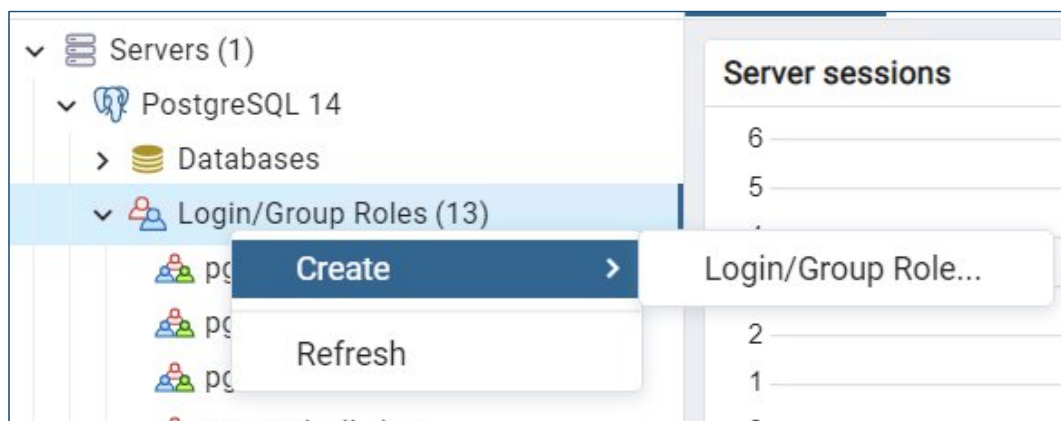 Servers (1)
PostgreSQL 14
Databases
Login/Group Roles (13)
Create
Login/Group Role...
Refresh
Server sessions
6
5
2
1